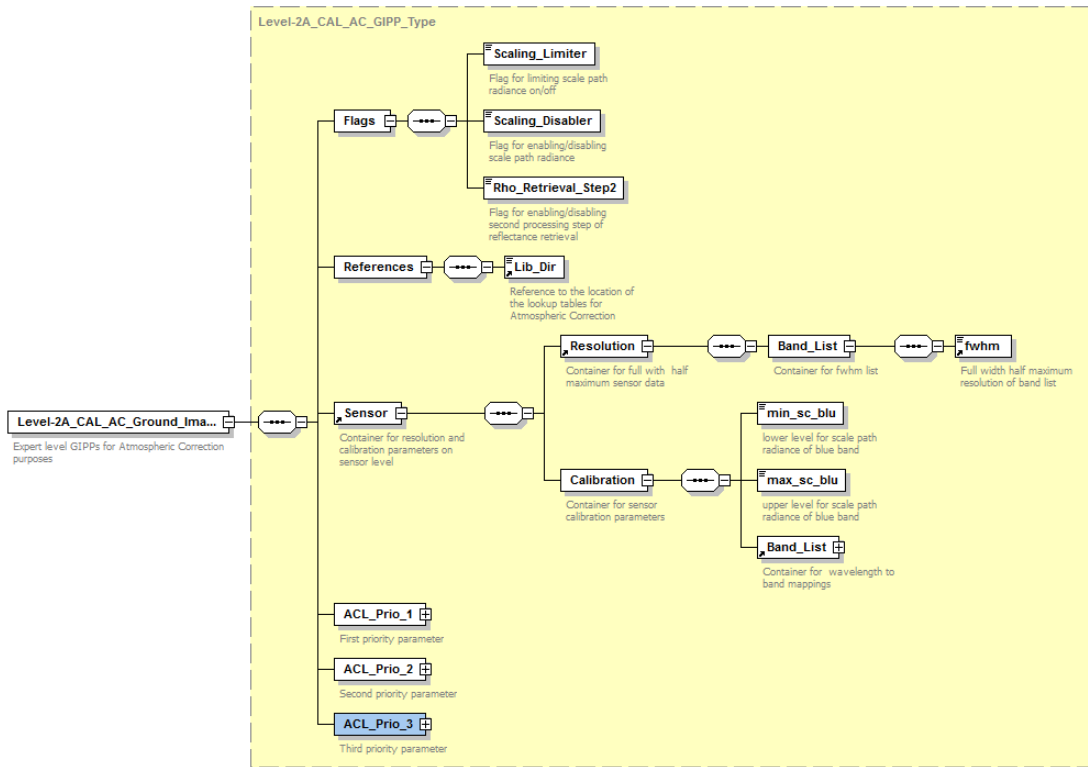 Level-2A_CAL_AC_GIPP_Type
Scaling_Limiter
Flag for limiting scale path
radiance on/off
Flags
Scaling_Disabler
Flag for enabling/disabling
scale path radiance
Rho_Retrieval_Step2
Flag for enabling/disabling
second processing step of
reflectance retrieval
References
Lib_Dir
Reference to the location of
the lookup tables for
Atmospheric Correction
Resolution
Container for full with half
maximum sensor data
Band_List
Container for fwhm list
fwhm
Full width half maximum
resolution of band list
Level-2A_CAL_AC_Ground_Ima...
Expert level GIPPs for Atmospheric Correction
purposes
Sensor
Container for resolution and
calibration parameters on
sensor level
min_sc_blu
lower level for scale path
radiance of blue band
Calibration
Container for sensor
calibration parameters
max_sc_blu
upper level for scale path
radiance of blue band
Band_List
Container for wavelength to
band mappings
ACL_Prio_1
First priority parameter
ACL_Prio_2
Second priority parameter
ACL_Prio_3
Third priority parameter